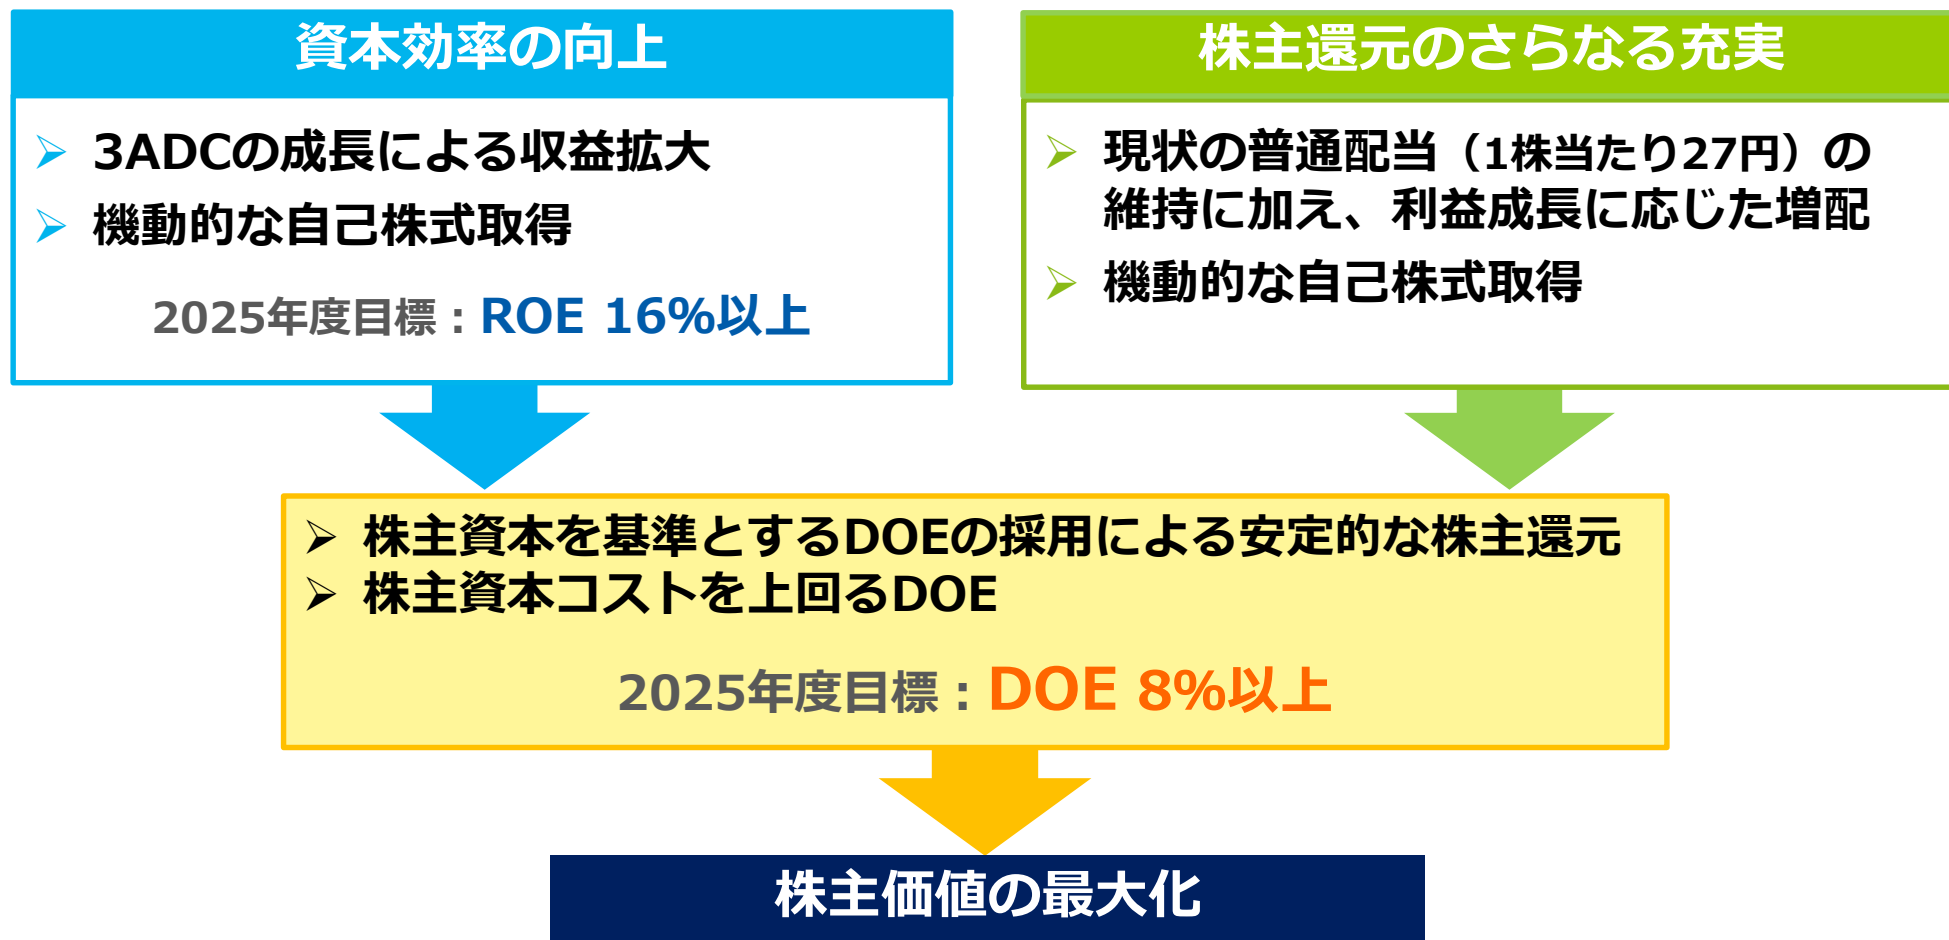 資本効率の向上
➢ 3ADCの成長による収益拡大
➢ 機動的な自己株式取得
2025年度目標：ROE 16%以上
株主還元のさらなる充実
➢ 現状の普通配当（1株当たり27円）の
維持に加え、利益成長に応じた増配
➢ 機動的な自己株式取得
➢ 株主資本を基準とするDOEの採用による安定的な株主還元
➢ 株主資本コストを上回るDOE
2025年度目標：DOE 8%以上
株主価値の最大化